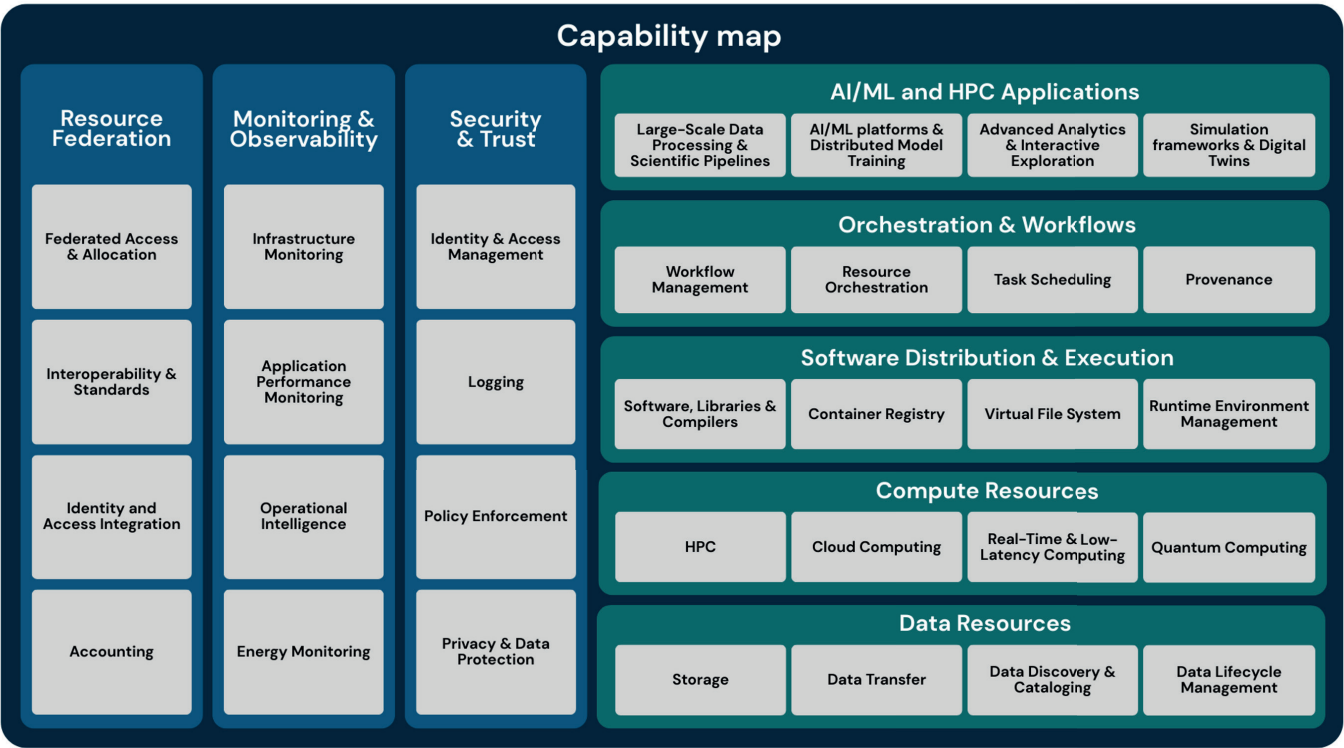 Capability map
Resource
Federation
Federated Access
& Allocation
Interoperability &
Standards
Identity and
Access Integration
Accounting
Monitoring &
Observability
Infrastructure
Monitoring
Application
Performance
Monitoring
Operational
Intelligence
Energy Monitoring
Security
& Trust
Identity & Access
Management
Logging
Policy Enforcement
Privacy & Data
Protection
AI/ML and HPC Applications
Large-Scale Data
Processing &
Scientific Pipelines
AI/ML platforms &
Distributed Model
Training
Advanced Analytics
& Interactive
Exploration
Simulation
frameworks & Digital
Twins
Orchestration & Workflows
Workflow
Management
Resource
Orchestration
Task Scheduling
Provenance
Software Distribution & Execution
Software, Libraries &
Compilers
Container Registry
Virtual File System
Runtime Environment
Management
Compute Resources
HPC
Cloud Computing
Real-Time & Low-
Latency Computing
Quantum Computing
Data Resources
Storage
Data Transfer
Data Discovery &
Cataloging
Data Lifecycle
Management